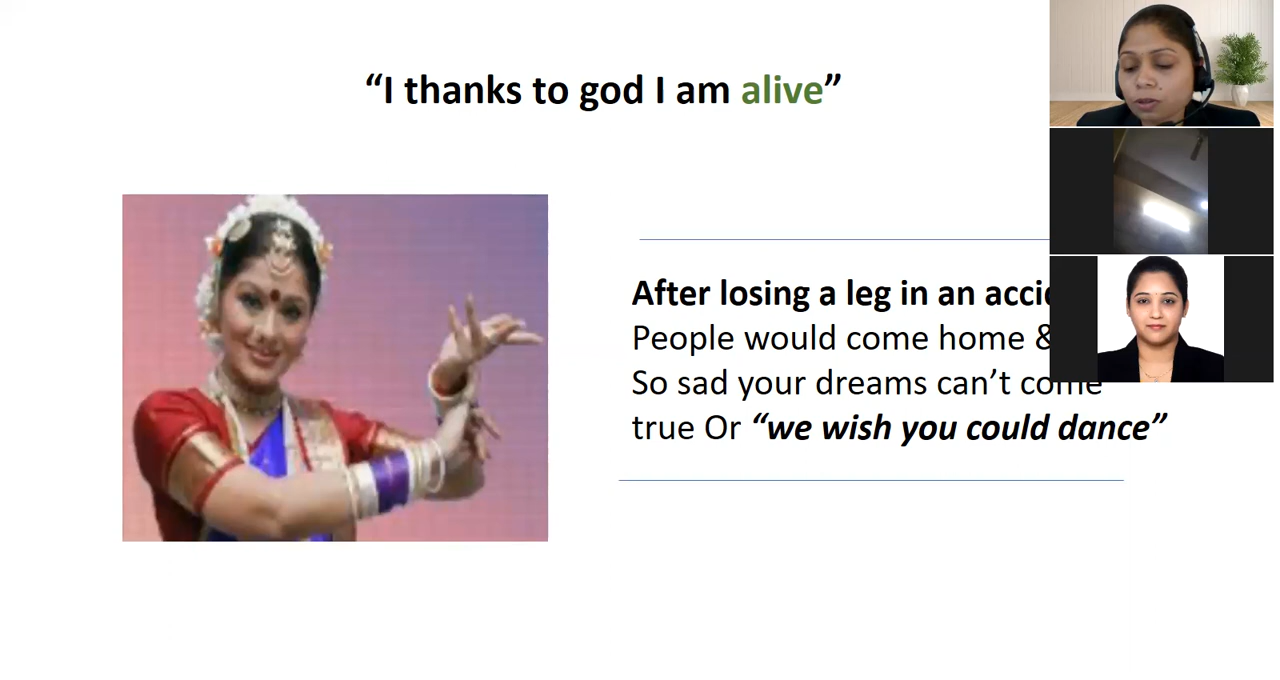 “I thanks to god I am alive”
After losing a leg in an
People would come home &
So sad your dreams can’t come
true Or “we wish you could dance”